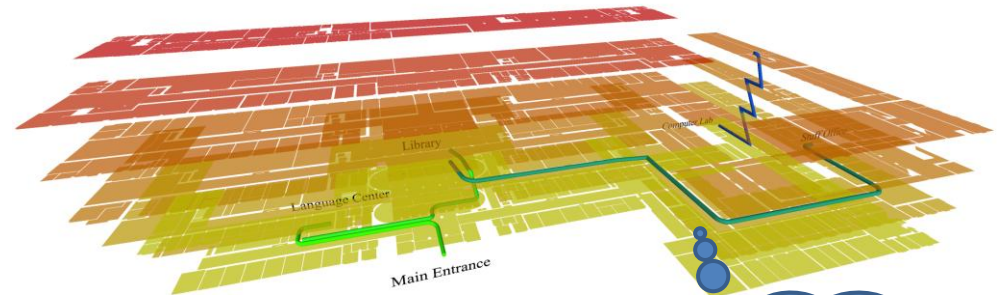 Computer Lab
Staff Office
Library
Language Center
Main Entrance